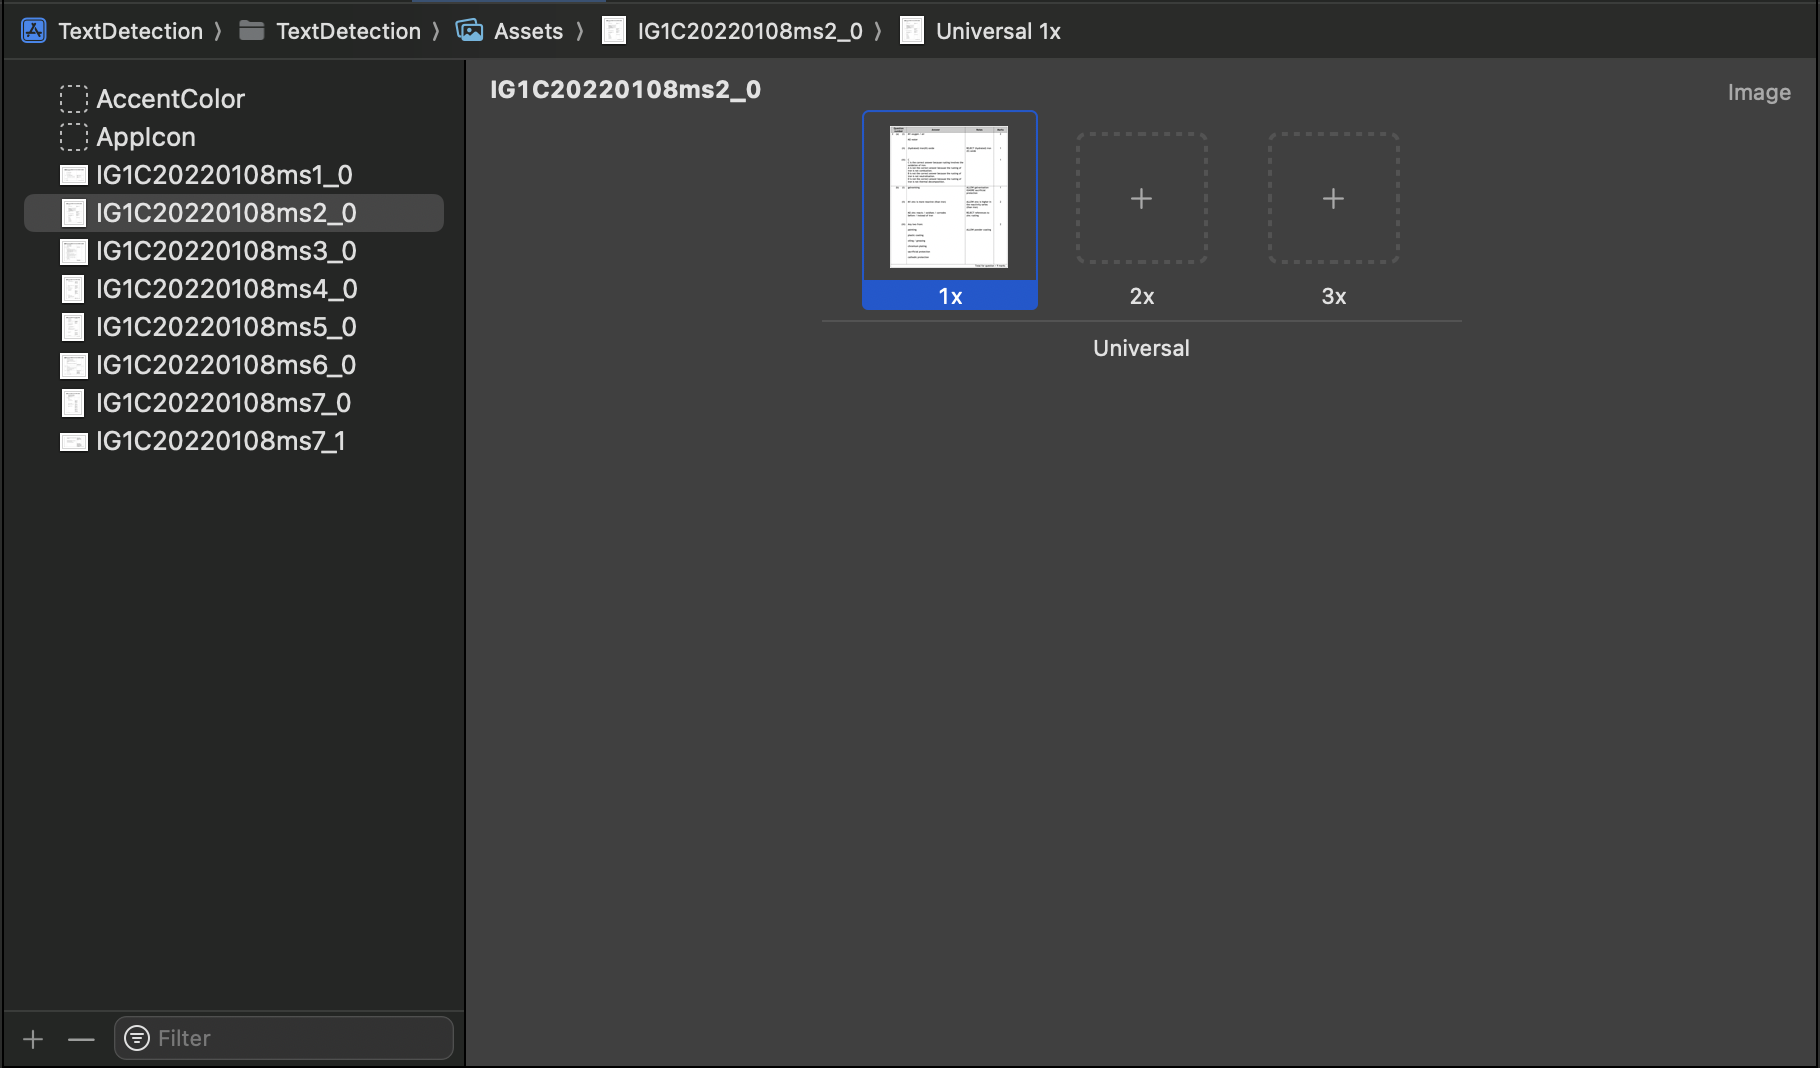 TextDetection 〉 TextDetection 〉 Assets 〉 IG1C20220108ms2_0 〉 Universal 1x
AccentColor
AppIcon
IG1C20220108ms1_0
IG1C20220108ms2_0
IG1C20220108ms3_0
IG1C20220108ms4_0
IG1C20220108ms5_0
IG1C20220108ms6_0
IG1C20220108ms7_0
IG1C20220108ms7_1
Filter
IG1C20220108ms2_0
Image
1x
2x
3x
Universal